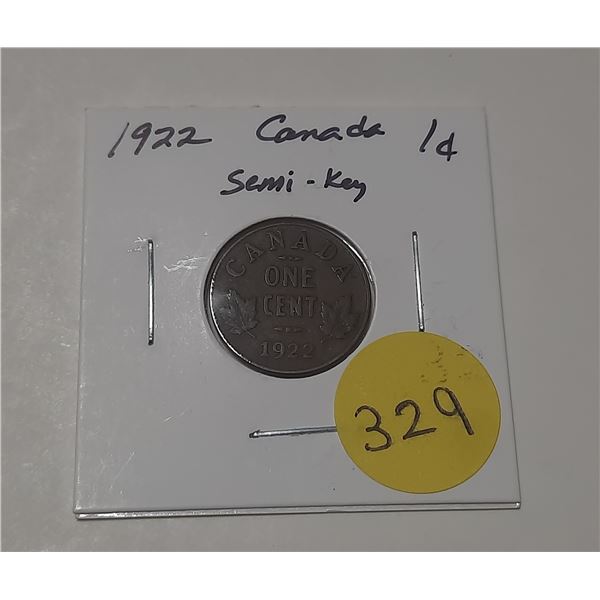 1922 Canada 1¢
Semi-Key
CANADA
ONE
CENT
1922
329